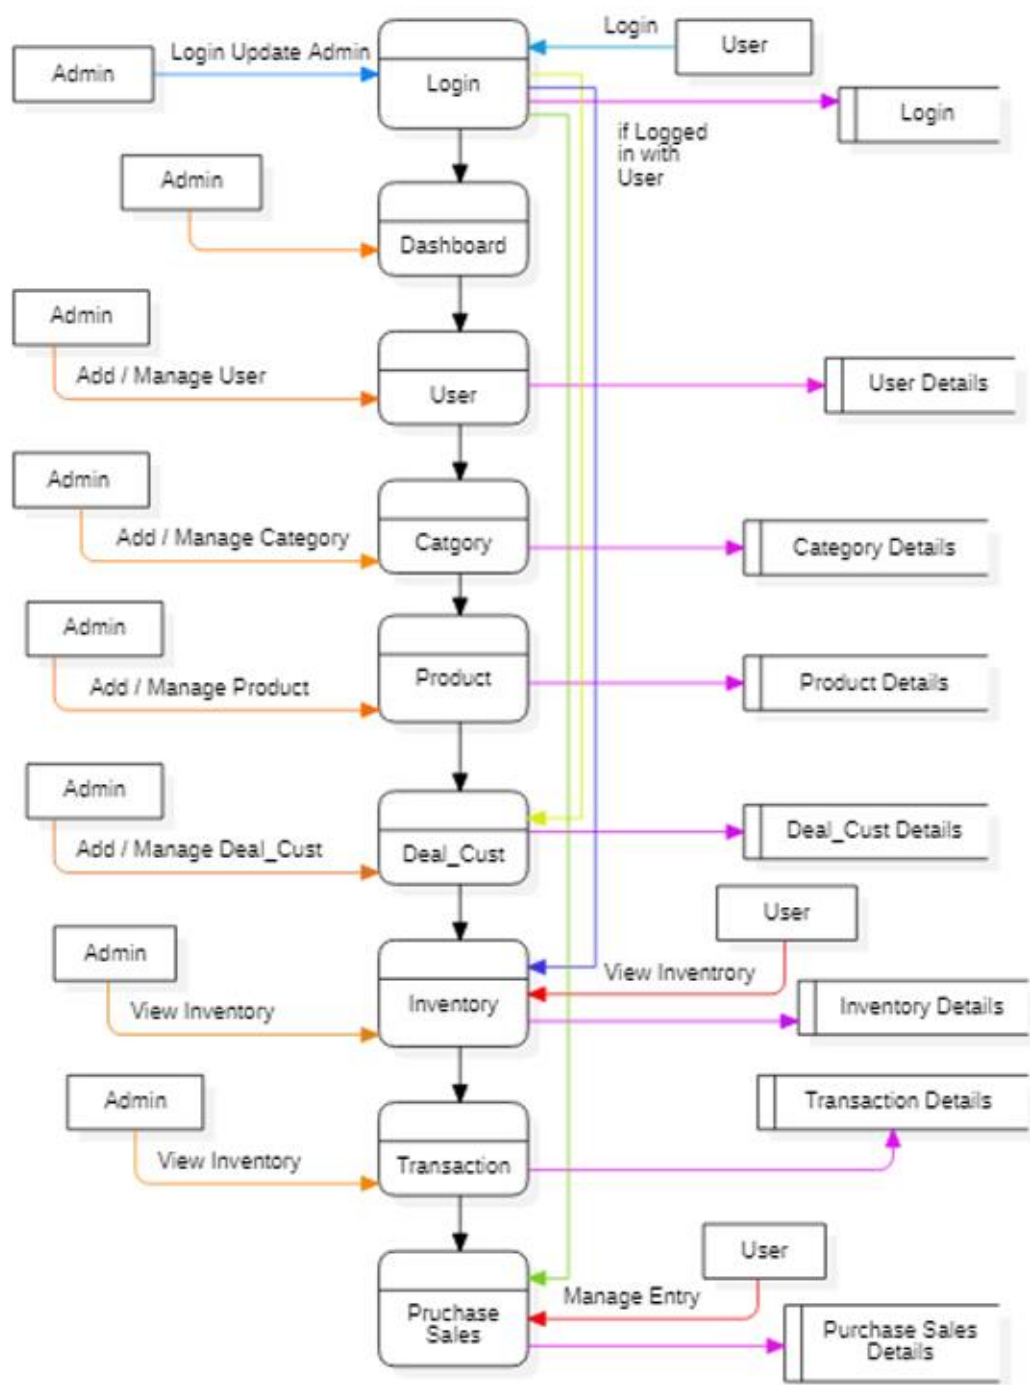 Login
User
Admin
Login Update Admin
Login
Login
if Logged
in with
User
Admin
Dashboard
Admin
Add / Manage User
User
User Details
Admin
Add / Manage Category
Catgory
Category Details
Admin
Add / Manage Product
Product
Product Details
Admin
Add / Manage Deal_Cust
Deal_Cust
Deal_Cust Details
User
Admin
View Inventrory
View Inventory
Inventory
Inventory Details
Admin
View Inventory
Transaction
Transaction Details
User
Manage Entry
Pruchase
Sales
Purchase Sales
Details